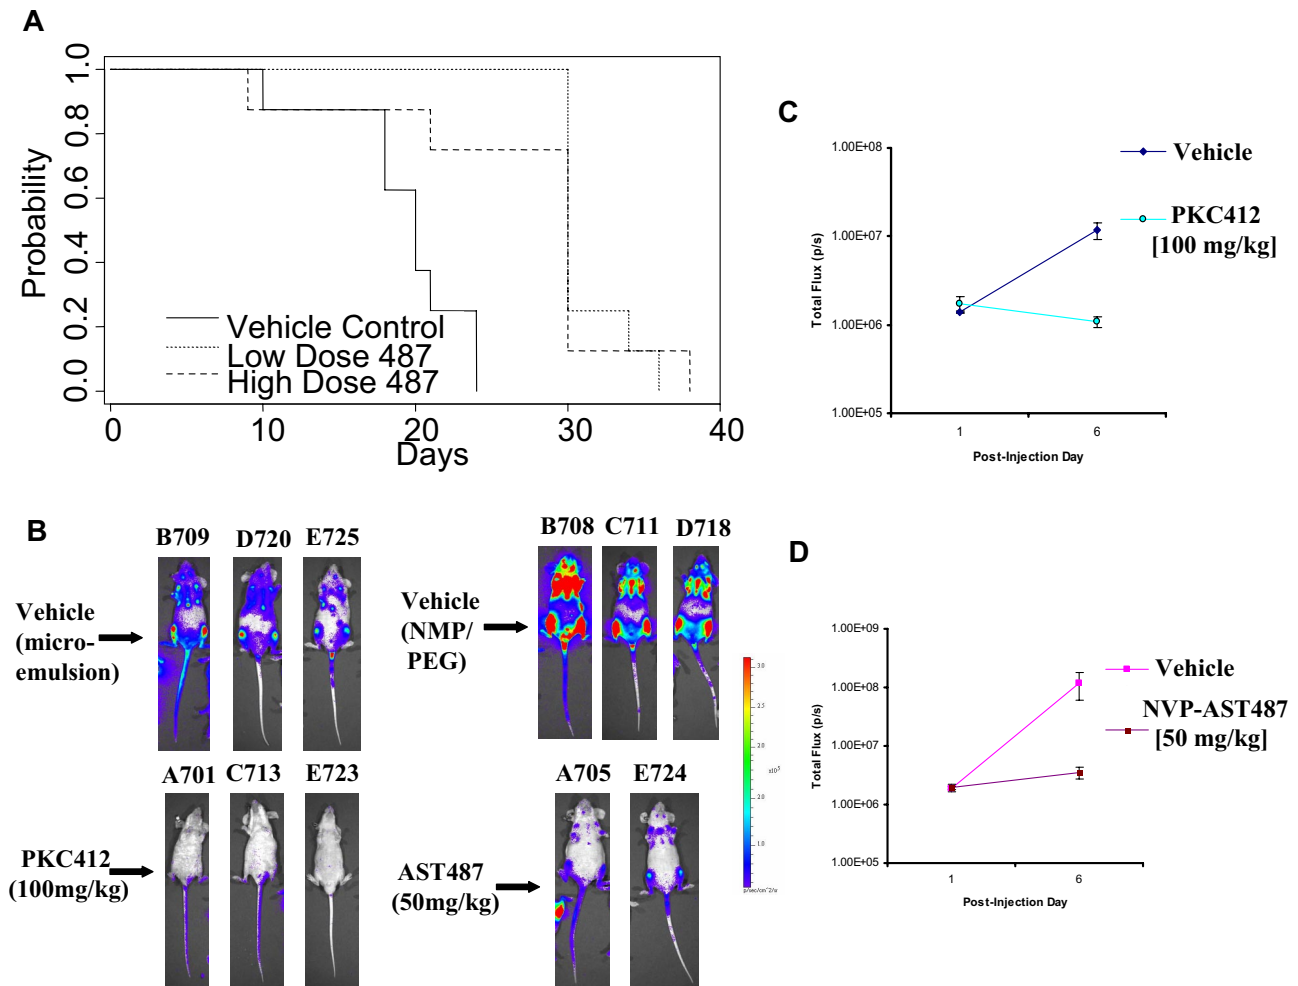 A
1.0
0.8
0.6
0.4
0.2
0.0
Probability
Vehicle Control
Low Dose 487
High Dose 487
0 10 20 30 40
Days
C
1.00E+08
1.00E+07
1.00E+06
1.00E+05
Total Flux (p/s)
1 6
Post-Injection Day
Vehicle
PKC412
[100 mg/kg]
B
B709 D720 E725
Vehicle
(micro-
emulsion)
B708 C711 D718
Vehicle
(NMP/
PEG)
A701 C713 E723
PKC412
(100mg/kg)
A705 E724
AST487
(50mg/kg)
D
1.00E+09
1.00E+08
1.00E+07
1.00E+06
1.00E+05
Total Flux (p/s)
1 6
Post-Injection Day
Vehicle
NVP-AST487
[50 mg/kg]